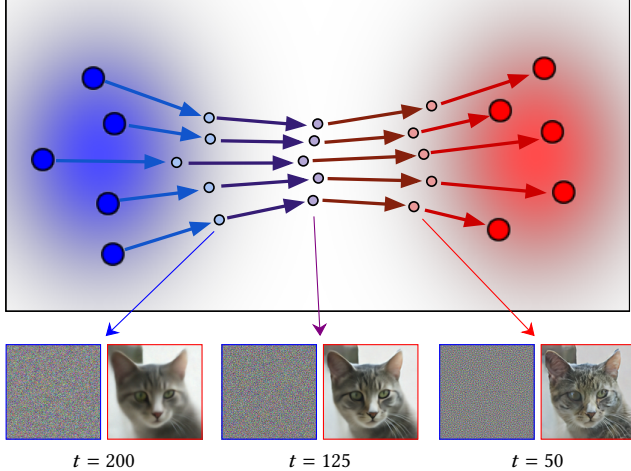 t = 200
t = 125
t = 50